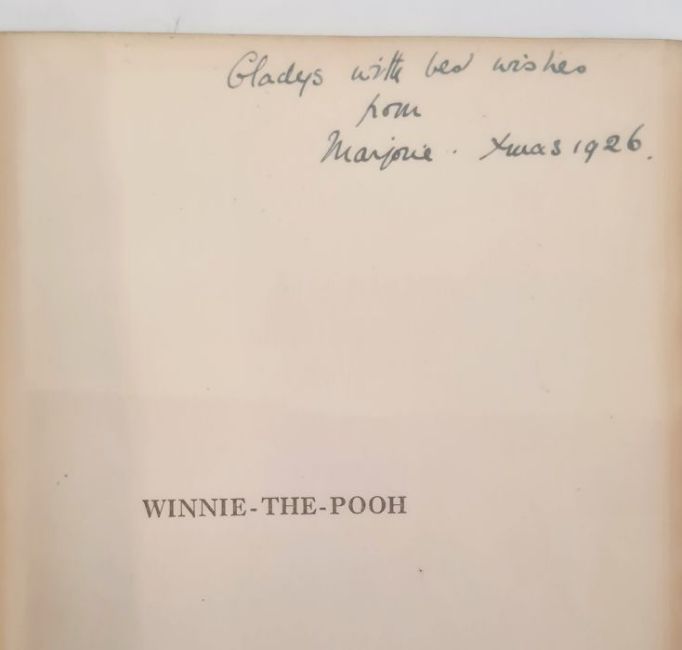 Gladys with best wishes
from
Marjorie. Xmas 1926.
WINNIE-THE-POOH